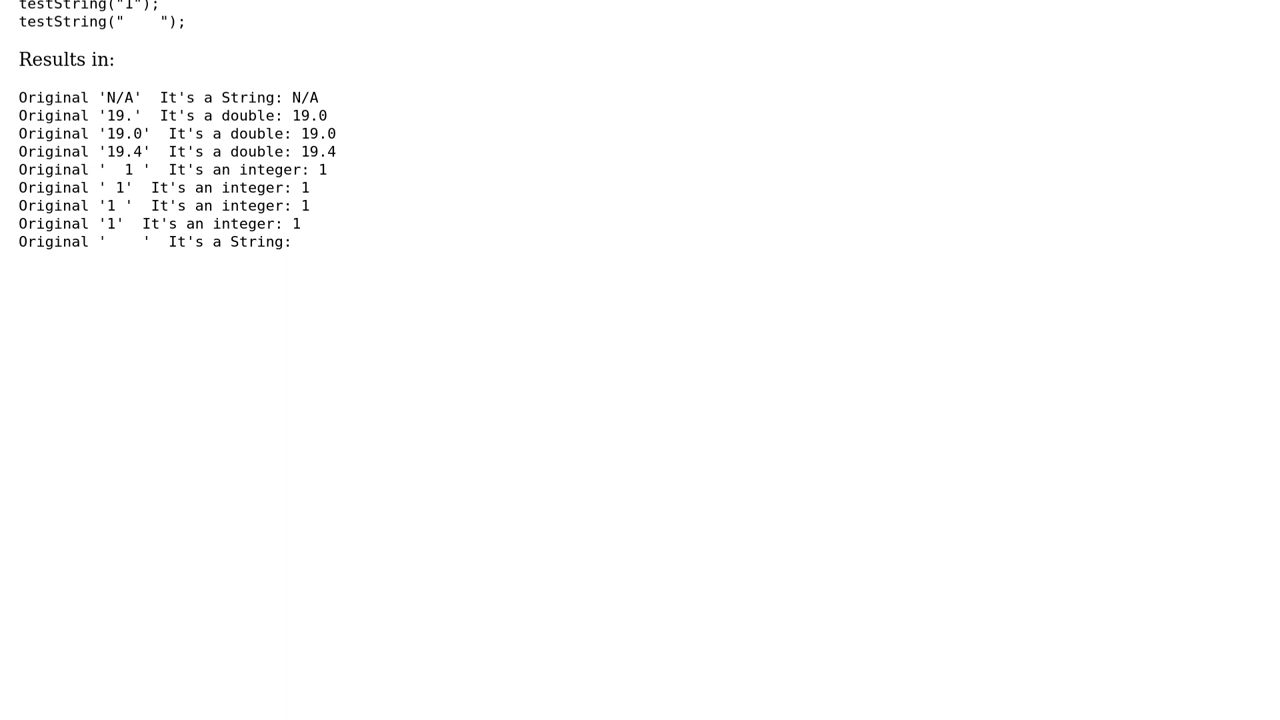 testString("1");
testString("    ");
Results in:
Original 'N/A'  It's a String: N/A
Original '19.'  It's a double: 19.0
Original '19.0'  It's a double: 19.0
Original '19.4'  It's a double: 19.4
Original '  1 '  It's an integer: 1
Original ' 1'  It's an integer: 1
Original '1 '  It's an integer: 1
Original '1'  It's an integer: 1
Original '    '  It's a String: